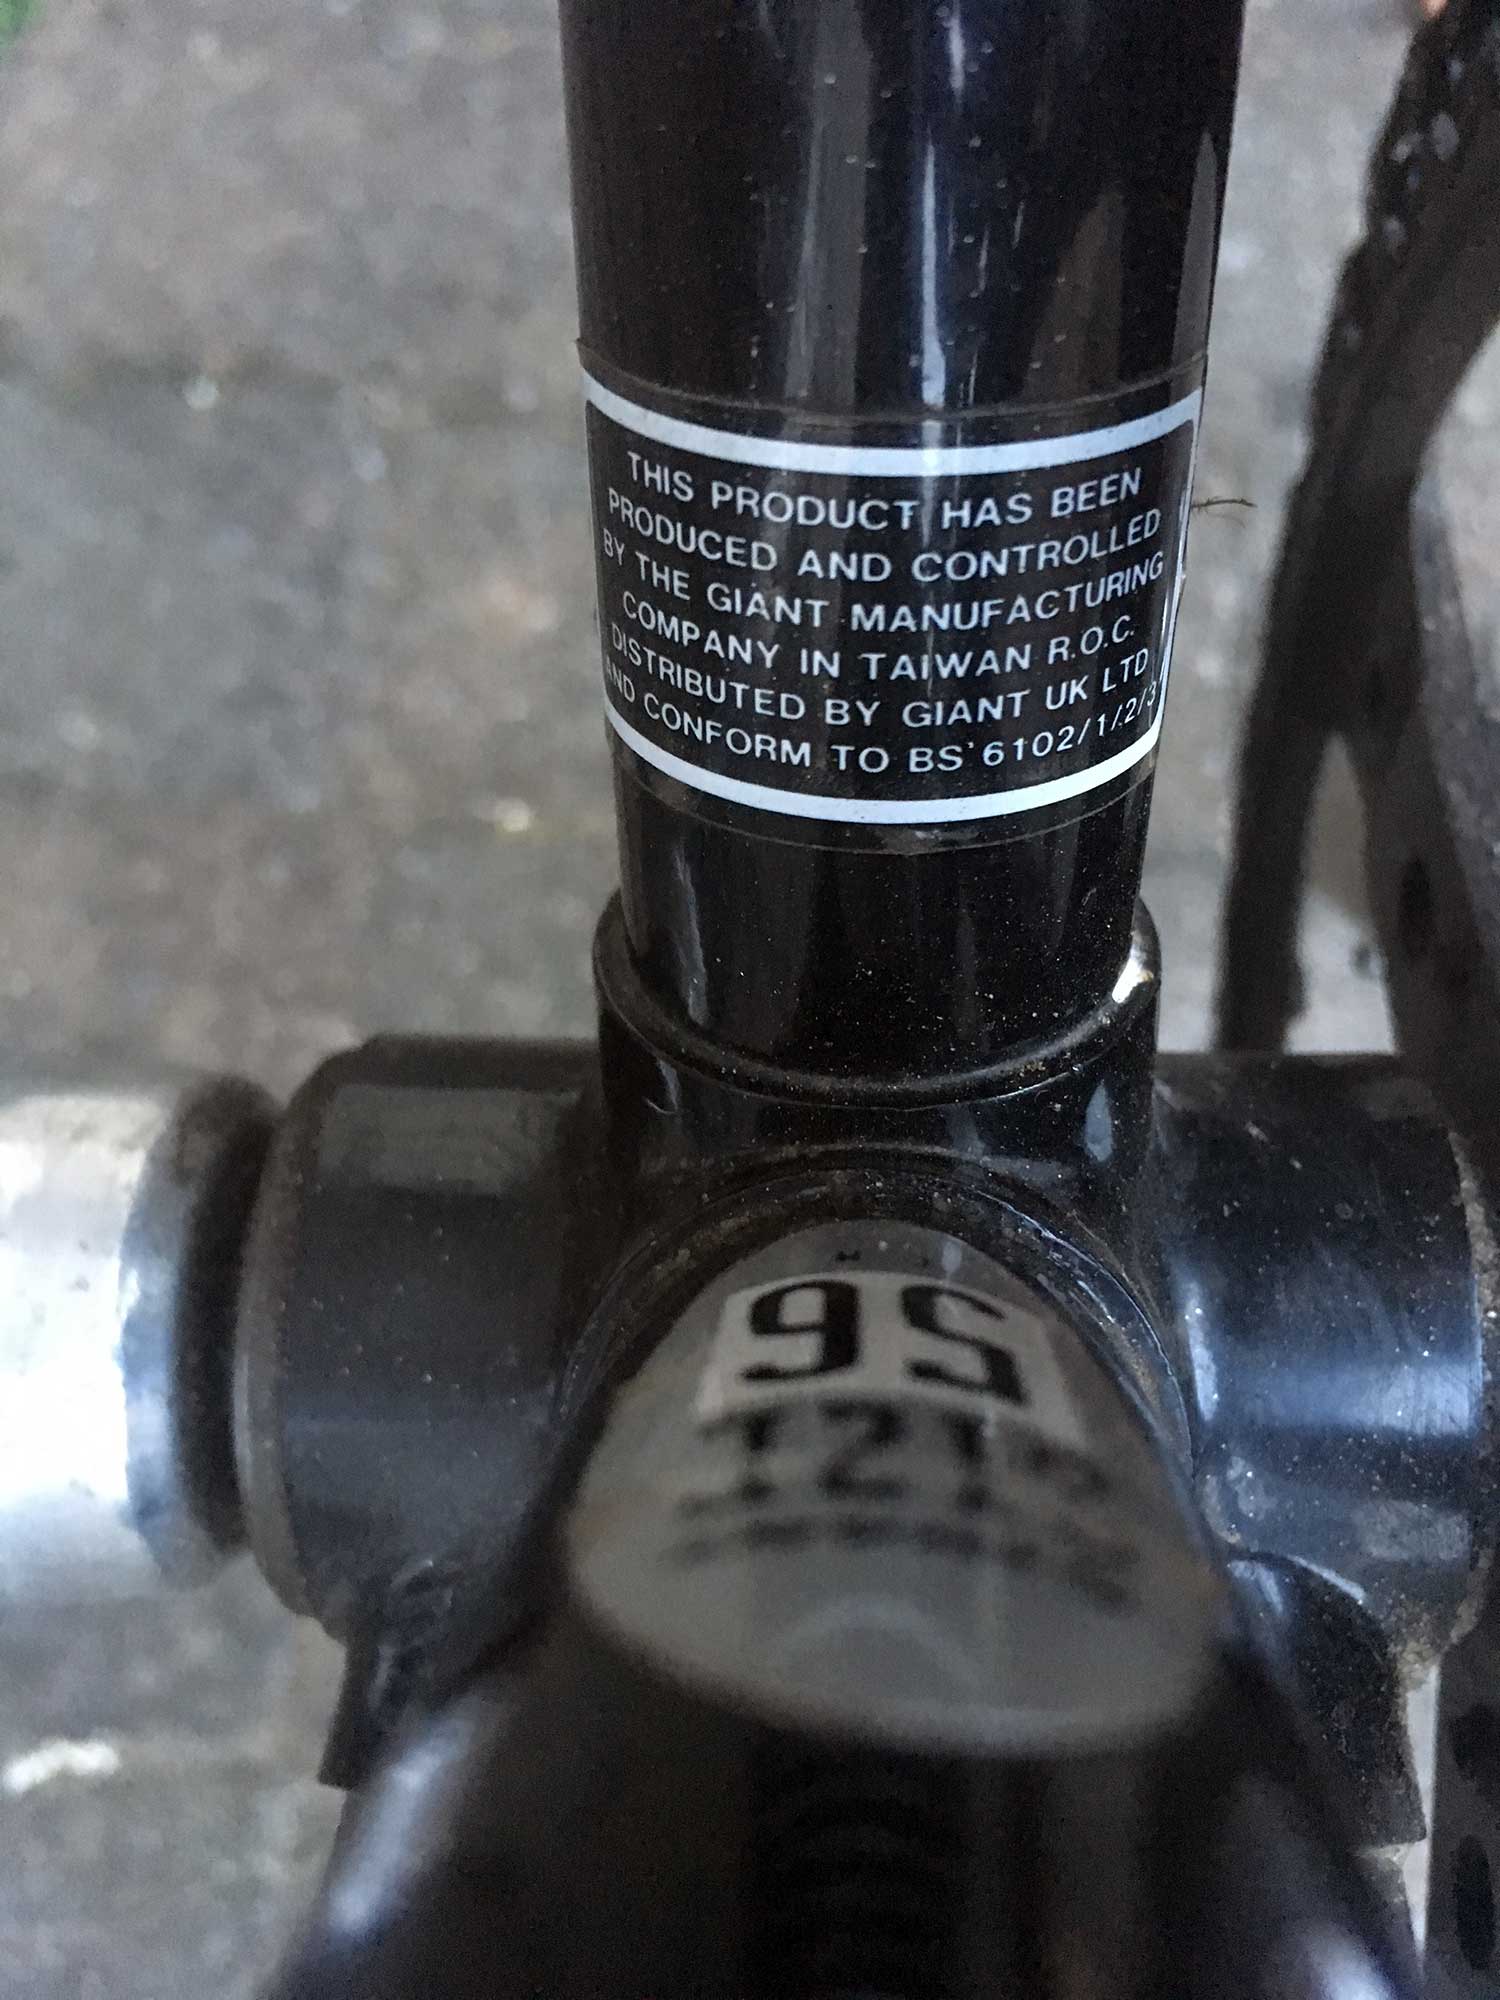 THIS PRODUCT HAS BEEN
PRODUCED AND CONTROLLED
BY THE GIANT MANUFACTURING
COMPANY IN TAIWAN R.O.C.
DISTRIBUTED BY GIANT UK LTD
AND CONFORM TO BS'6102/1/2/3